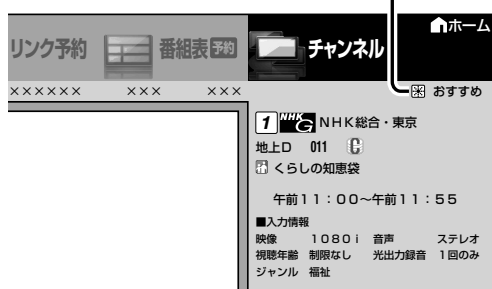 ホーム
リンク予約 番組表 予約 チャンネル
×××××× ××× ××× おすすめ
1 NHK G NHK総合・東京
地上D 011 C
くらしの知恵袋
午前11:00~午前11:55
■入力情報
映像 1080i 音声 ステレオ
視聴年齢 制限なし 光出力録音 1回のみ
ジャンル 福祉